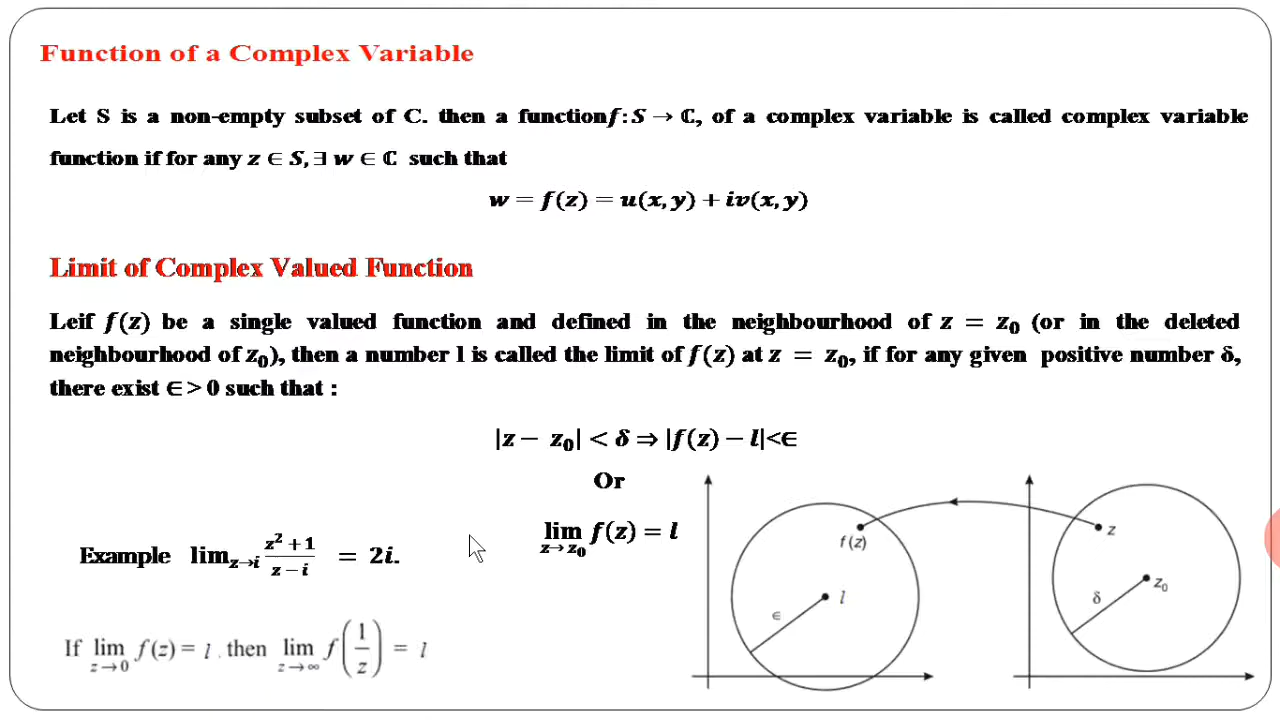 Function of a Complex Variable
Let S is a non-empty subset of C. then a function f: S → ℂ, of a complex variable is called complex variable
function if for any z ∈ S, ∃ w ∈ ℂ such that
w = f(z) = u(x, y) + iv(x, y)
Limit of Complex Valued Function
Leif f(z) be a single valued function and defined in the neighbourhood of z = z₀ (or in the deleted
neighbourhood of z₀), then a number l is called the limit of f(z) at z = z₀, if for any given positive number δ,
there exist ∈ > 0 such that :
|z − z₀| < δ ⇒ |f(z) − l|<∈
Or
lim z→z₀ f(z) = l
Example lim z→i (z² + 1)/(z − i) = 2i.
If lim z→0 f(z) = l . then lim z→∞ f(1/z) = l
f(z)
l
∈
z
z₀
δ